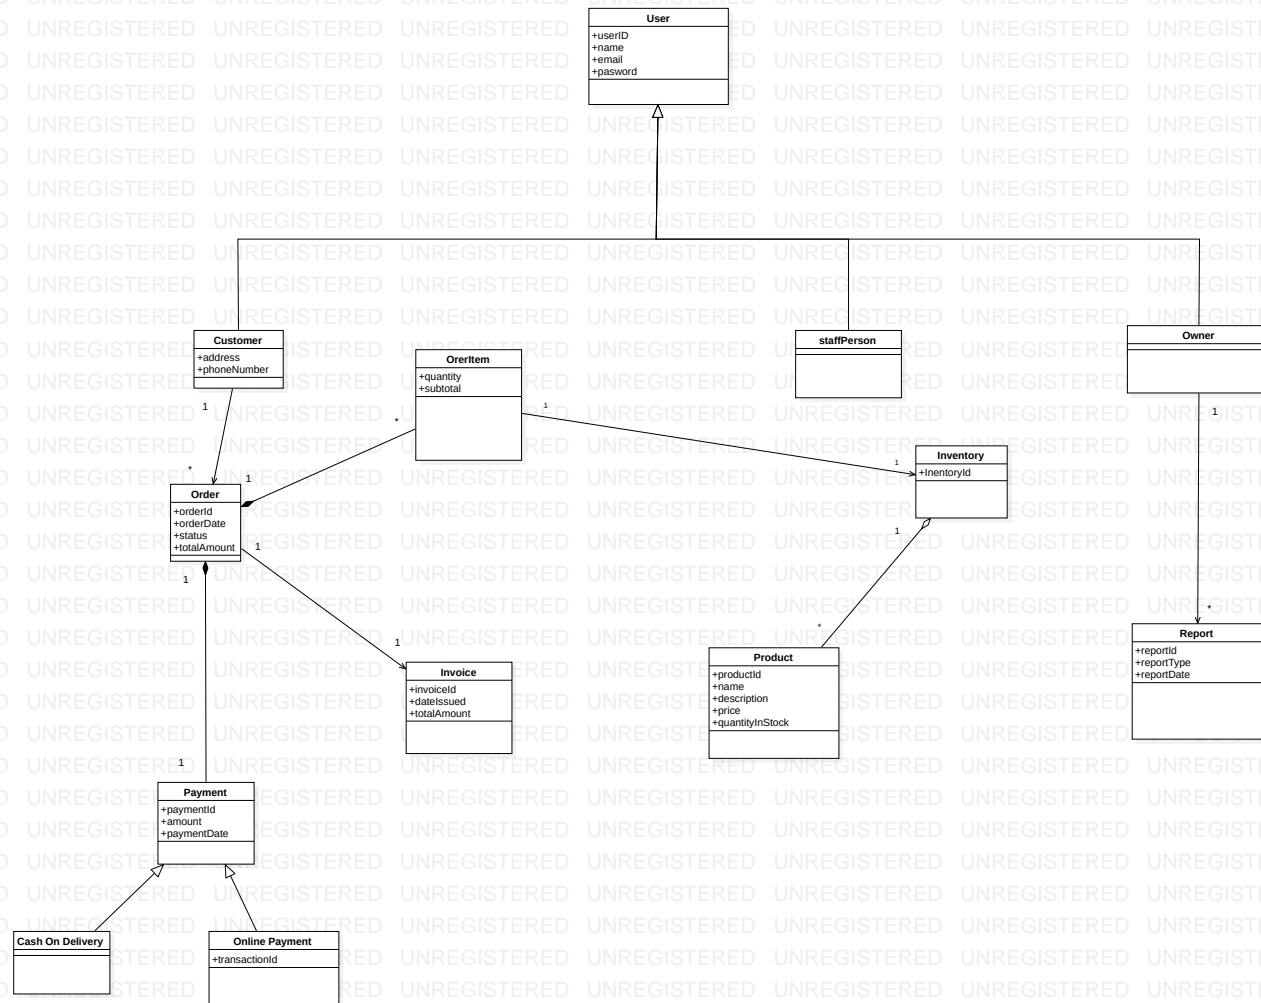 User
+userID
+name
+email
+pasword
Customer
+address
+phoneNumber
OrerItem
+quantity
+subtotal
staffPerson
Owner
1
*
1
*
1
1
1
Inventory
+InentoryId
1
*
Order
+orderId
+orderDate
+status
+totalAmount
1
1
1
Invoice
+invoiceId
+dateIssued
+totalAmount
1
*
Product
+productId
+name
+description
+price
+quantityInStock
*
Report
+reportId
+reportType
+reportDate
1
Payment
+paymentId
+amount
+paymentDate
Cash On Delivery
Online Payment
+transactionId
UNREGISTERED